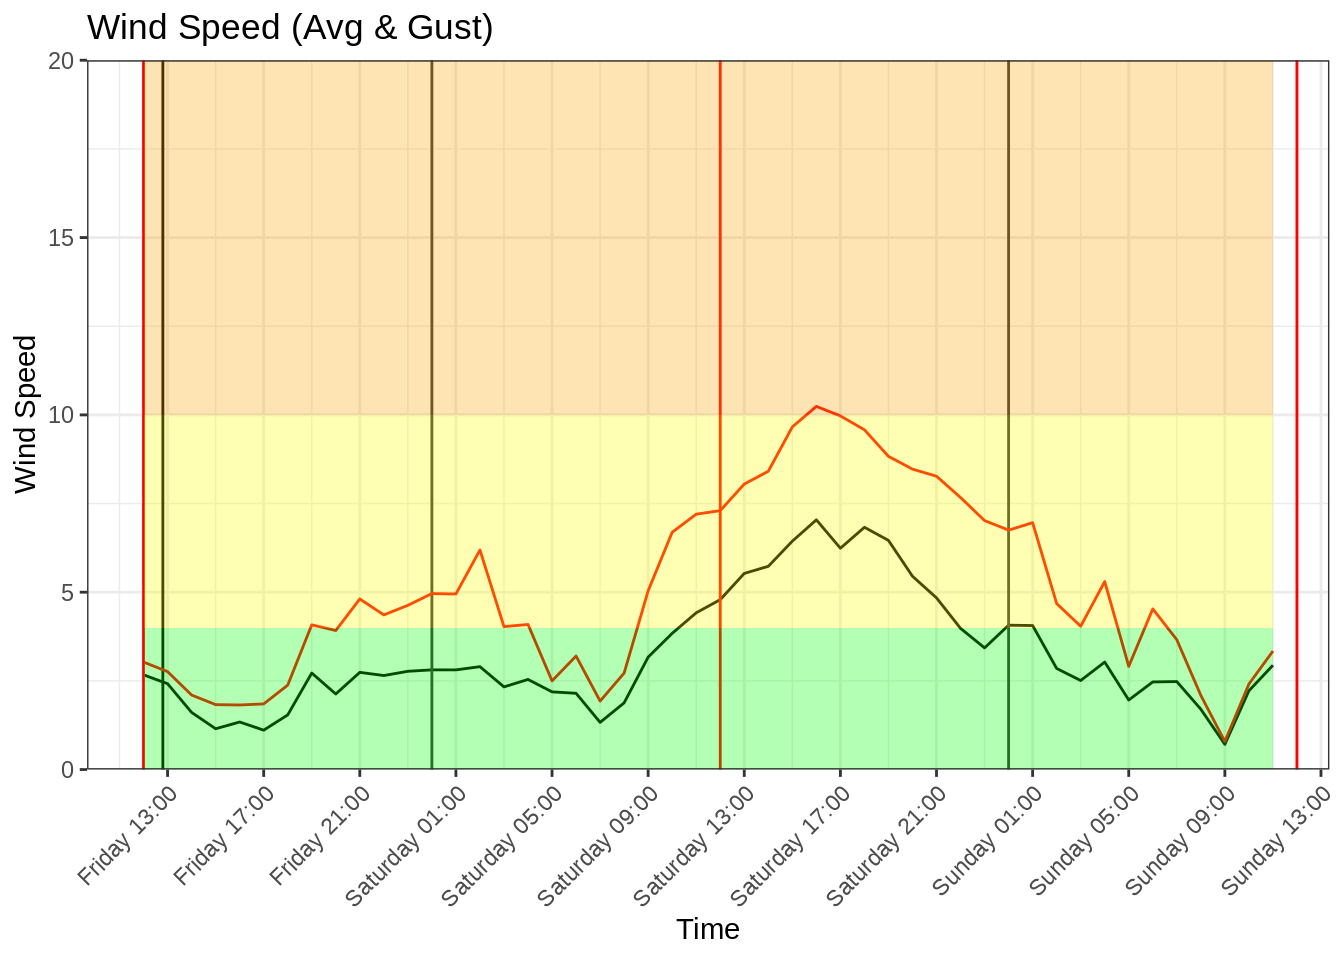 Wind Speed (Avg & Gust)
20
15
10
5
0
Wind Speed
Friday 13:00
Friday 17:00
Friday 21:00
Saturday 01:00
Saturday 05:00
Saturday 09:00
Saturday 13:00
Saturday 17:00
Saturday 21:00
Sunday 01:00
Sunday 05:00
Sunday 09:00
Sunday 13:00
Time